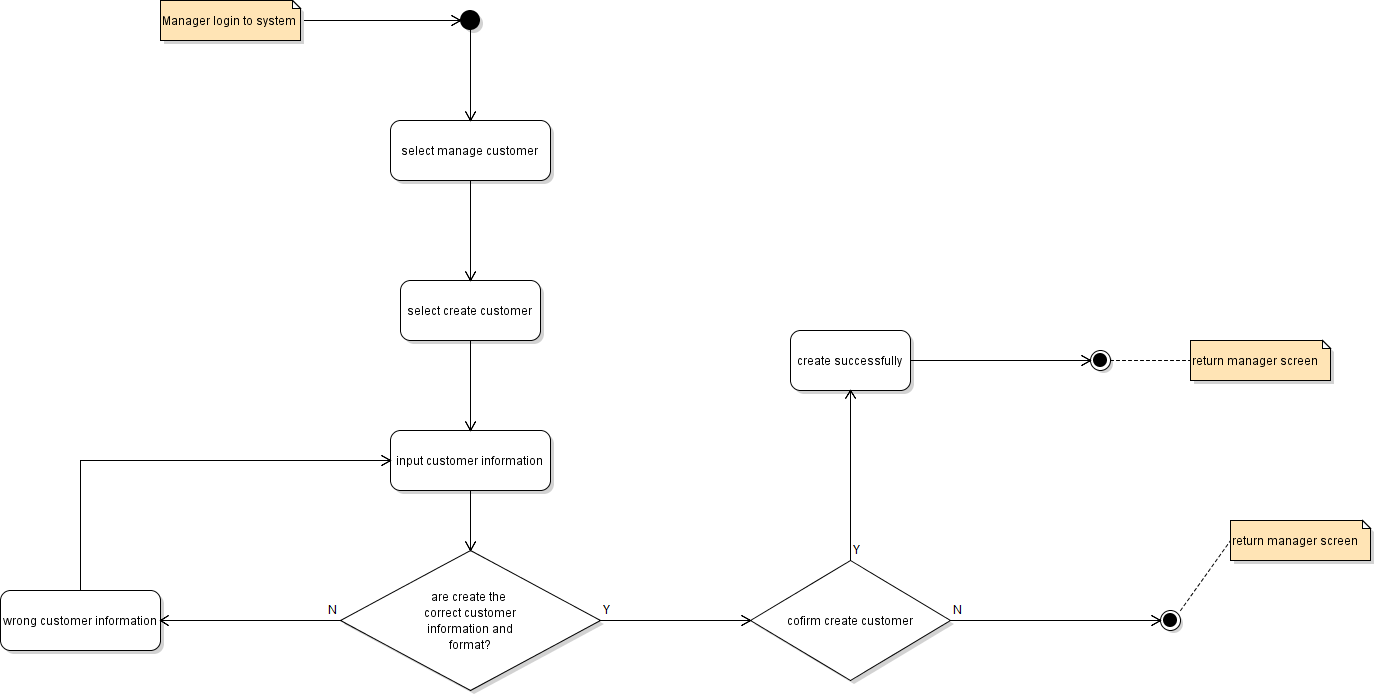 Manager login to system
select manage customer
select create customer
create successfully
return manager screen
input customer information
return manager screen
Y
are create the
correct customer
information and
format?
N
Y
N
wrong customer information
cofirm create customer